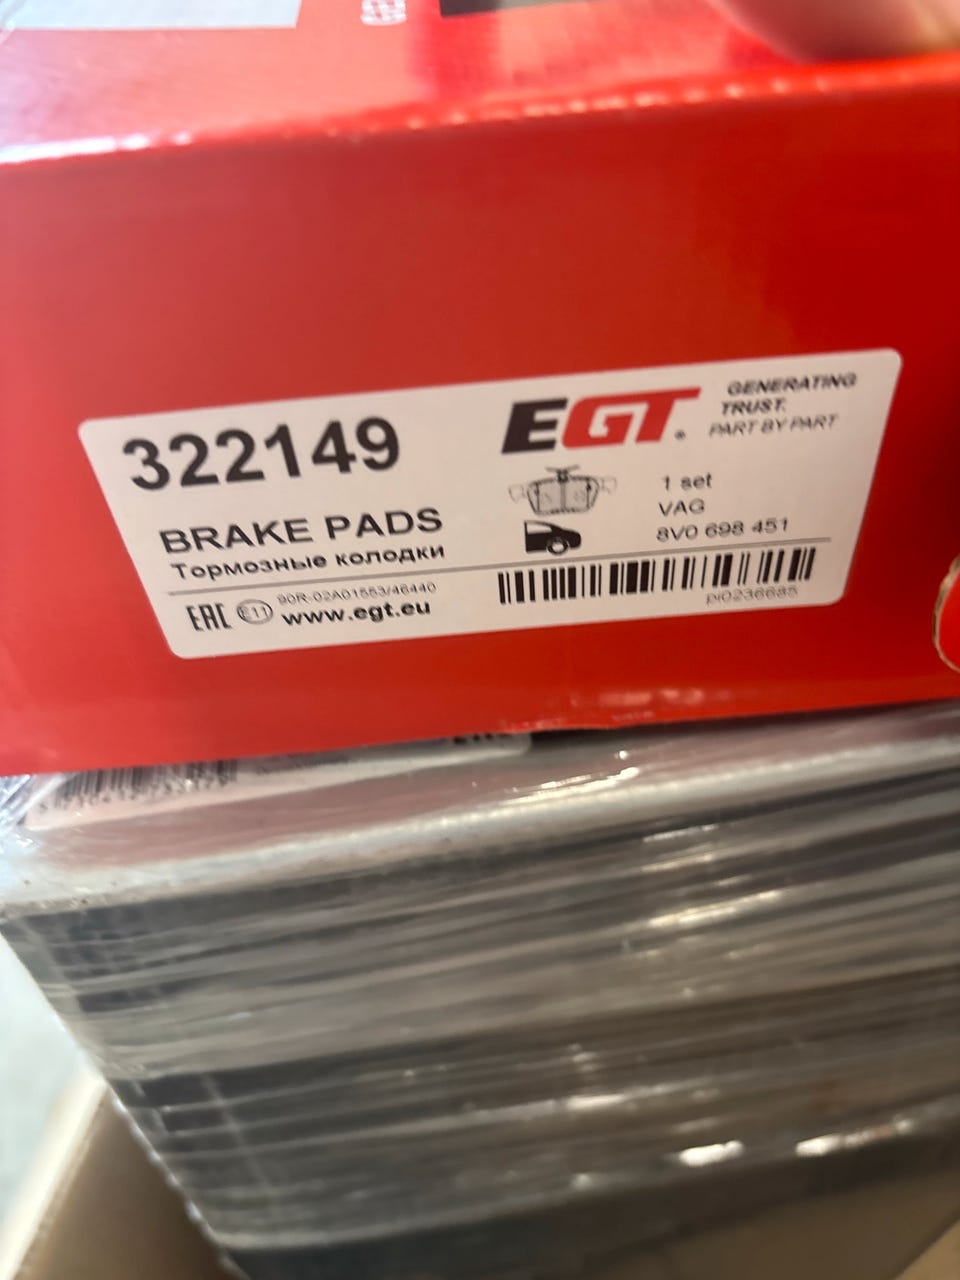 322149
BRAKE PADS
Тормозные колодки
EAC E11 90R-02A01553/46440
www.egt.eu
EGT®
GENERATING
TRUST.
PART BY PART
1 set
VAG
8V0 698 451
pi0236685